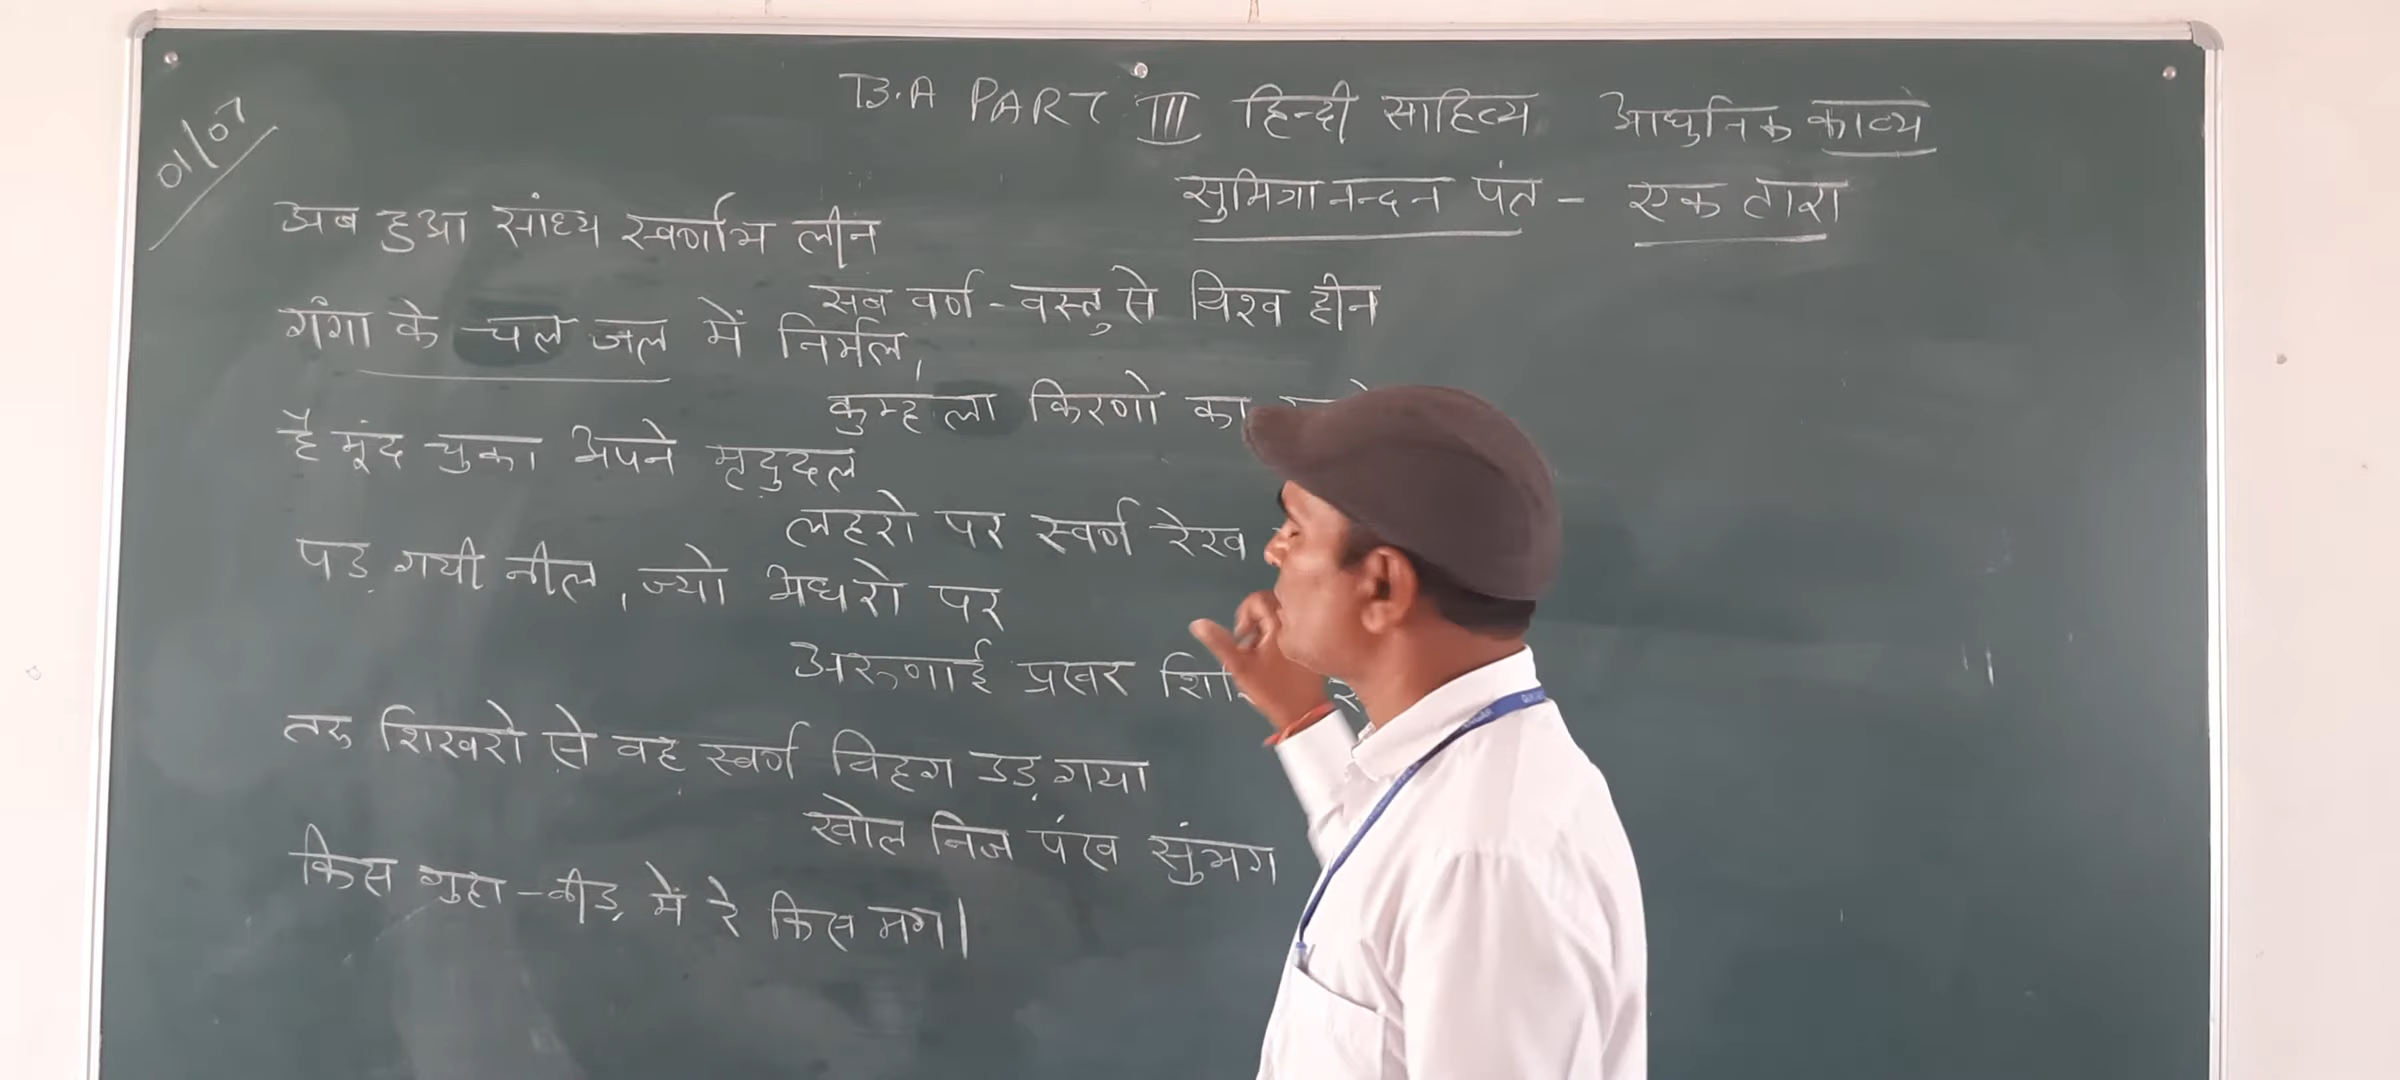 B.A PART III हिन्दी साहित्य आधुनिक काव्य
01/07
सुमित्रानन्दन पंत - एक तारा
अब हुआ सांध्य स्वर्णाभ लीन
सब वर्ण - वस्तु से विश्व हीन
गंगा के चल जल में निर्मल,
कुम्हला किरणो का
है मूंद चुका अपने मृदुदल
लहरो पर स्वर्ण रेख
पड़ गयी नील, ज्यो अधरो पर
अरुणाई प्रखर
तरु शिखरो से वह स्वर्ण विहग उड़ गया
खोल निज पंख सुंभग
किस गुहा - नीड़ में रे किस मग।